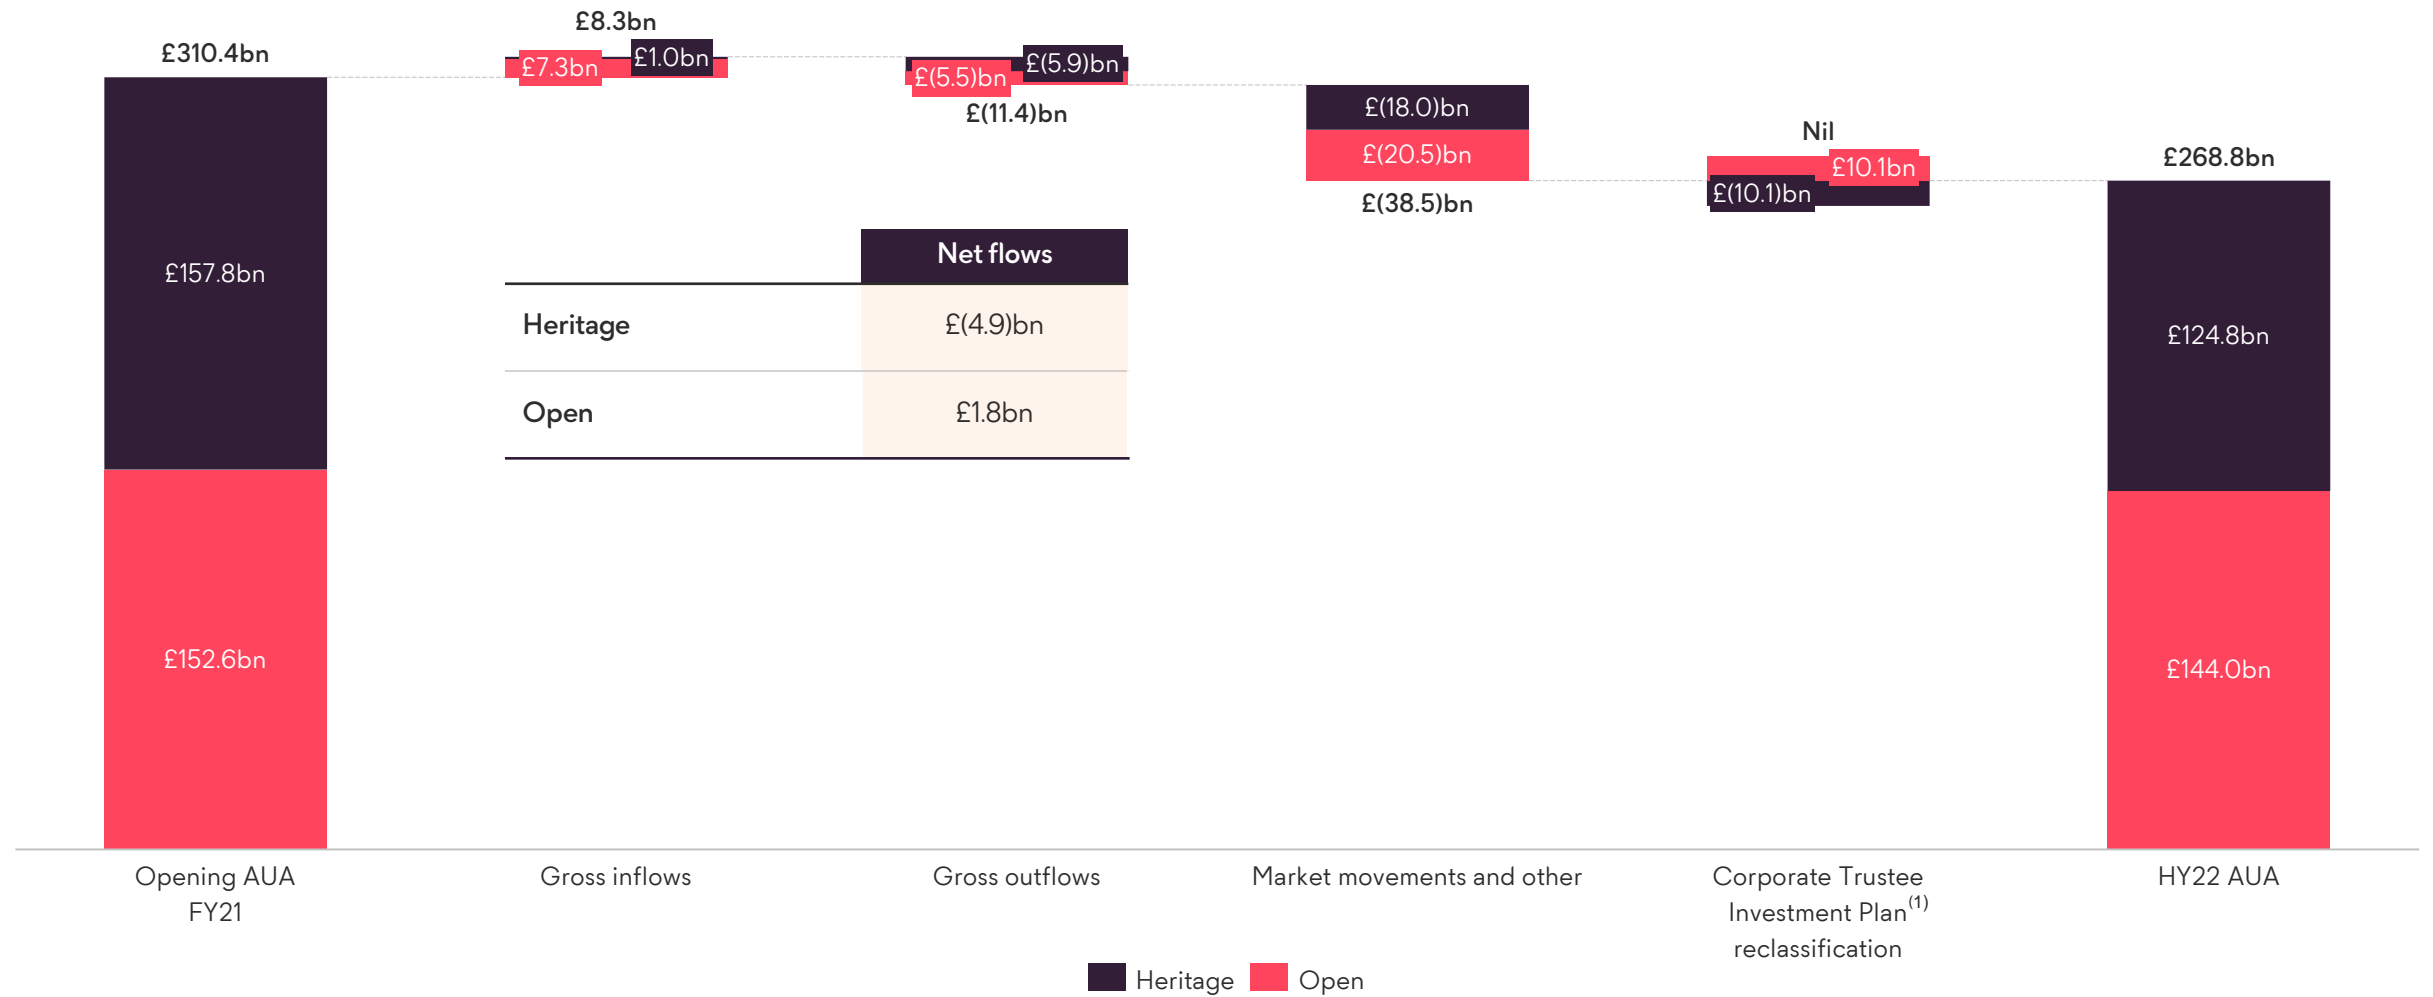 £310.4bn
£157.8bn
£152.6bn
£8.3bn
£7.3bn
£1.0bn
£(5.9)bn
£(5.5)bn
£(11.4)bn
£(18.0)bn
£(20.5)bn
£(38.5)bn
Nil
£10.1bn
£(10.1)bn
£268.8bn
£124.8bn
£144.0bn
Net flows
Heritage £(4.9)bn
Open £1.8bn
Opening AUA
FY21
Gross inflows
Gross outflows
Market movements and other
Corporate Trustee
Investment Plan(1)
reclassification
HY22 AUA
Heritage Open